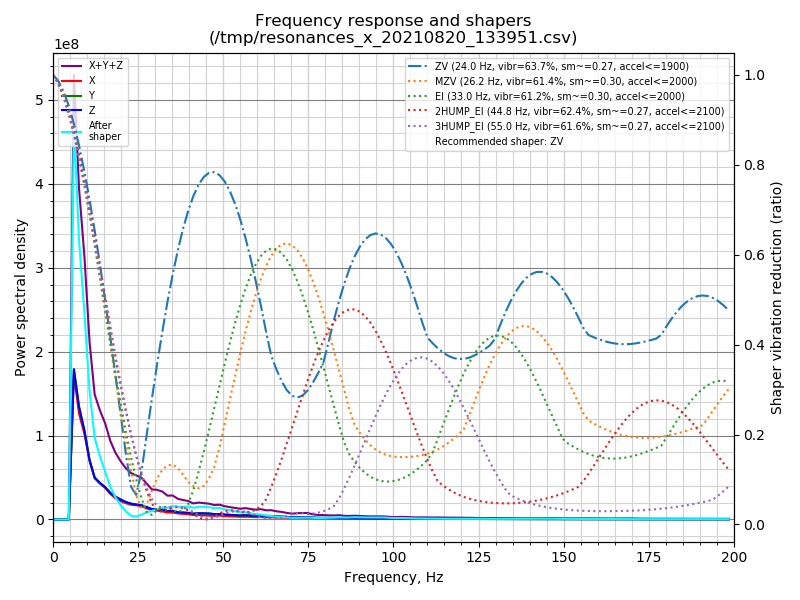 Frequency response and shapers
(/tmp/resonances_x_20210820_133951.csv)
1e8
X+Y+Z
X
Y
Z
After
shaper
ZV (24.0 Hz, vibr=63.7%, sm~=0.27, accel<=1900)
MZV (26.2 Hz, vibr=61.4%, sm~=0.30, accel<=2000)
EI (33.0 Hz, vibr=61.2%, sm~=0.30, accel<=2000)
2HUMP_EI (44.8 Hz, vibr=62.4%, sm~=0.27, accel<=2100)
3HUMP_EI (55.0 Hz, vibr=61.6%, sm~=0.27, accel<=2100)
Recommended shaper: ZV
5
4
3
2
1
0
Power spectral density
1.0
0.8
0.6
0.4
0.2
0.0
Shaper vibration reduction (ratio)
0 25 50 75 100 125 150 175 200
Frequency, Hz